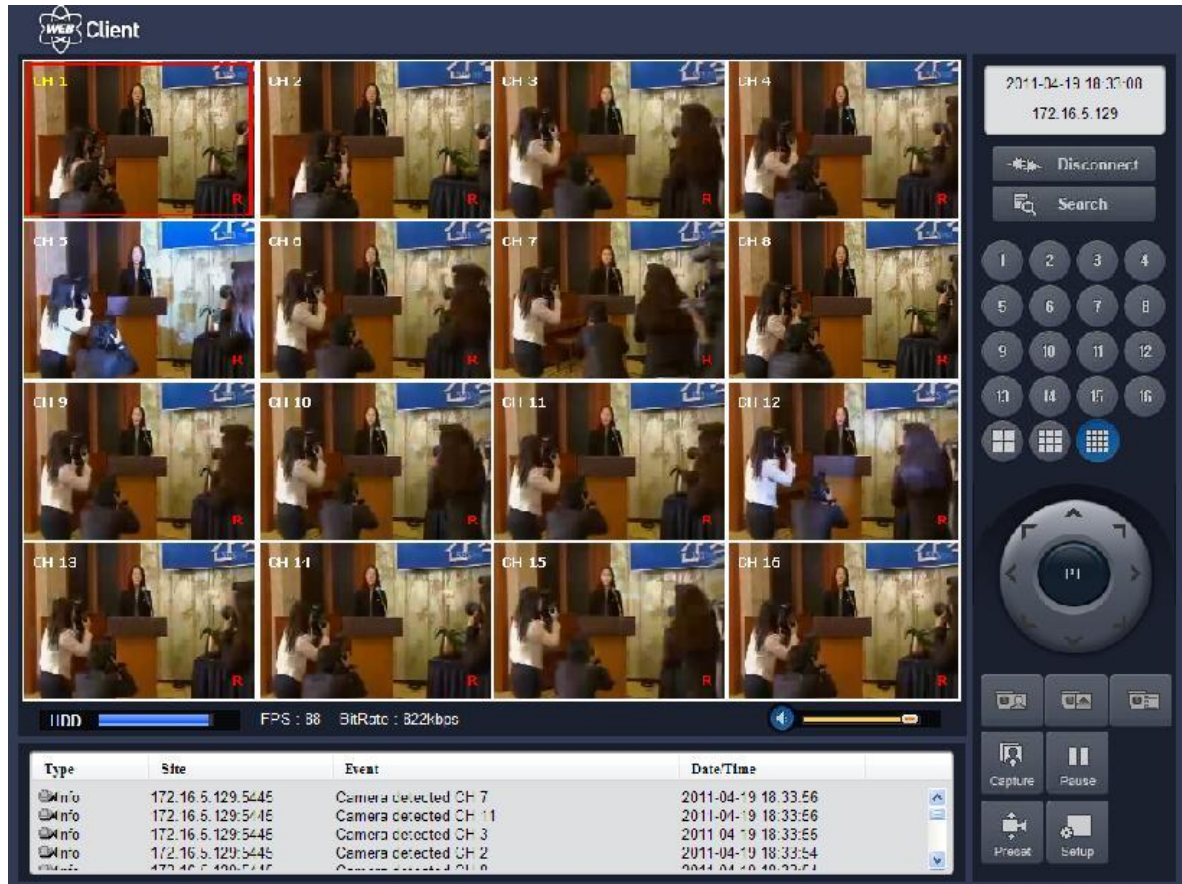 WEB Client
CH 1
CH 2
CH 3
CH 4
R
R
R
R
CH 5
CH 6
CH 7
CH 8
R
R
R
R
CH 9
CH 10
CH 11
CH 12
R
R
R
R
CH 13
CH 14
CH 15
CH 16
R
R
R
R
HDD
FPS : 88 BitRate : 822kbps
Type Site Event Date/Time
Info 172.16.5.129:5445 Camera detected CH 7 2011-04-19 18:33:56
Info 172.16.5.129:5445 Camera detected CH 11 2011-04-19 18:33:56
Info 172.16.5.129:5445 Camera detected CH 3 2011-04-19 18:33:55
Info 172.16.5.129:5445 Camera detected CH 2 2011-04-19 18:33:54
2011-04-19 18:33:08
172.16.5.129
Disconnect
Search
1 2 3 4
5 6 7 8
9 10 11 12
13 14 15 16
Capture Pause
Preset Setup